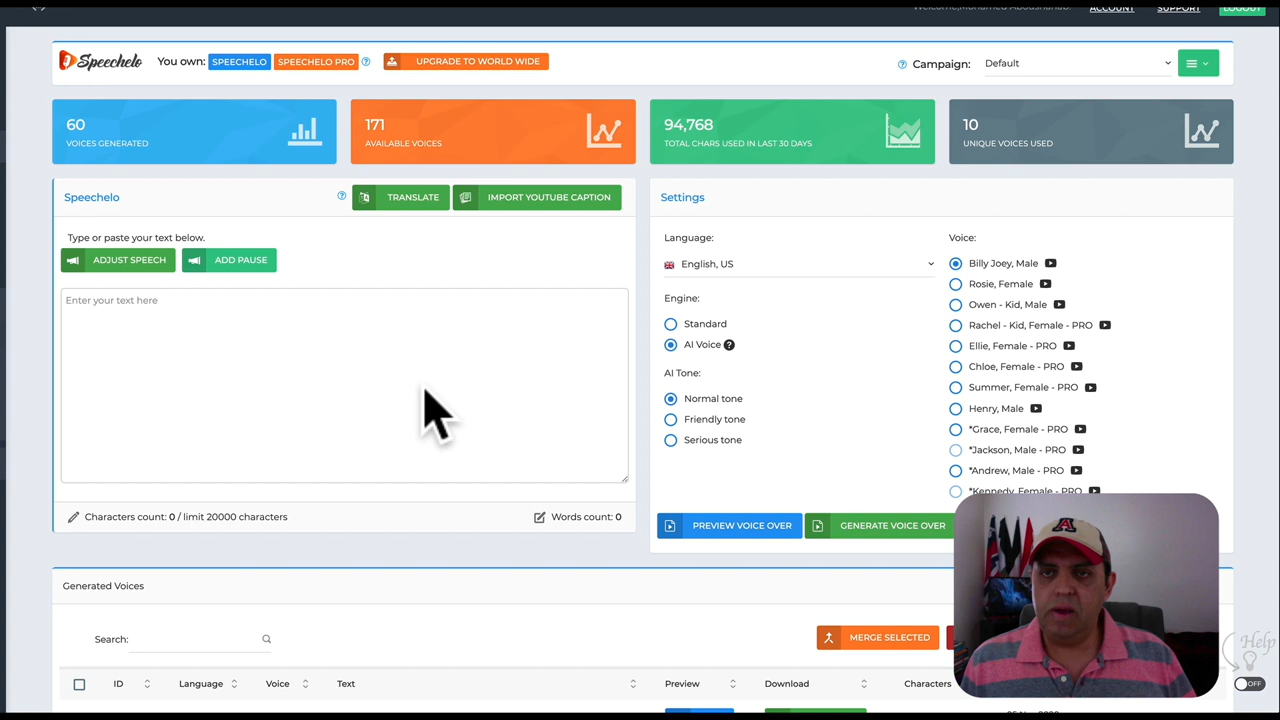 Welcome,Mohamed Aboushanab.
ACCOUNT
SUPPORT
LOGOUT
Speechelo
You own:
SPEECHELO
SPEECHELO PRO
UPGRADE TO WORLD WIDE
Campaign:
Default
60
VOICES GENERATED
171
AVAILABLE VOICES
94,768
TOTAL CHARS USED IN LAST 30 DAYS
10
UNIQUE VOICES USED
Speechelo
TRANSLATE
IMPORT YOUTUBE CAPTION
Type or paste your text below.
ADJUST SPEECH
ADD PAUSE
Enter your text here
Characters count: 0 / limit 20000 characters
Words count: 0
Settings
Language:
English, US
Engine:
Standard
AI Voice
AI Tone:
Normal tone
Friendly tone
Serious tone
Voice:
Billy Joey, Male
Rosie, Female
Owen - Kid, Male
Rachel - Kid, Female - PRO
Ellie, Female - PRO
Chloe, Female - PRO
Summer, Female - PRO
Henry, Male
*Grace, Female - PRO
*Jackson, Male - PRO
*Andrew, Male - PRO
*Kennedy, Female - PRO
PREVIEW VOICE OVER
GENERATE VOICE OVER
Generated Voices
Search:
MERGE SELECTED
ID
Language
Voice
Text
Preview
Download
Characters
05 Nov 2020
Help
OFF
A